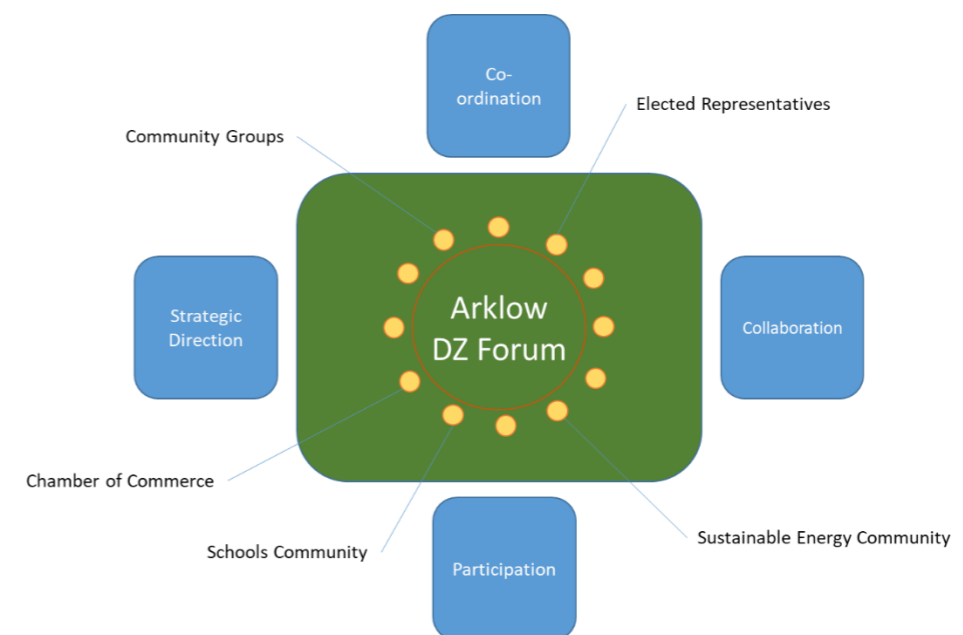 Co-
ordination
Elected Representatives
Community Groups
Strategic
Direction
Arklow
DZ Forum
Collaboration
Chamber of Commerce
Schools Community
Sustainable Energy Community
Participation